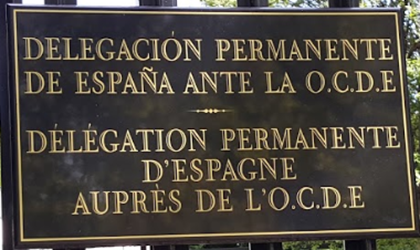 DELEGACIÓN PERMANENTE
DE ESPAÑA ANTE LA O.C.D.E
DÉLÉGATION PERMANENTE
D'ESPAGNE
AUPRÈS DE L'O.C.D.E